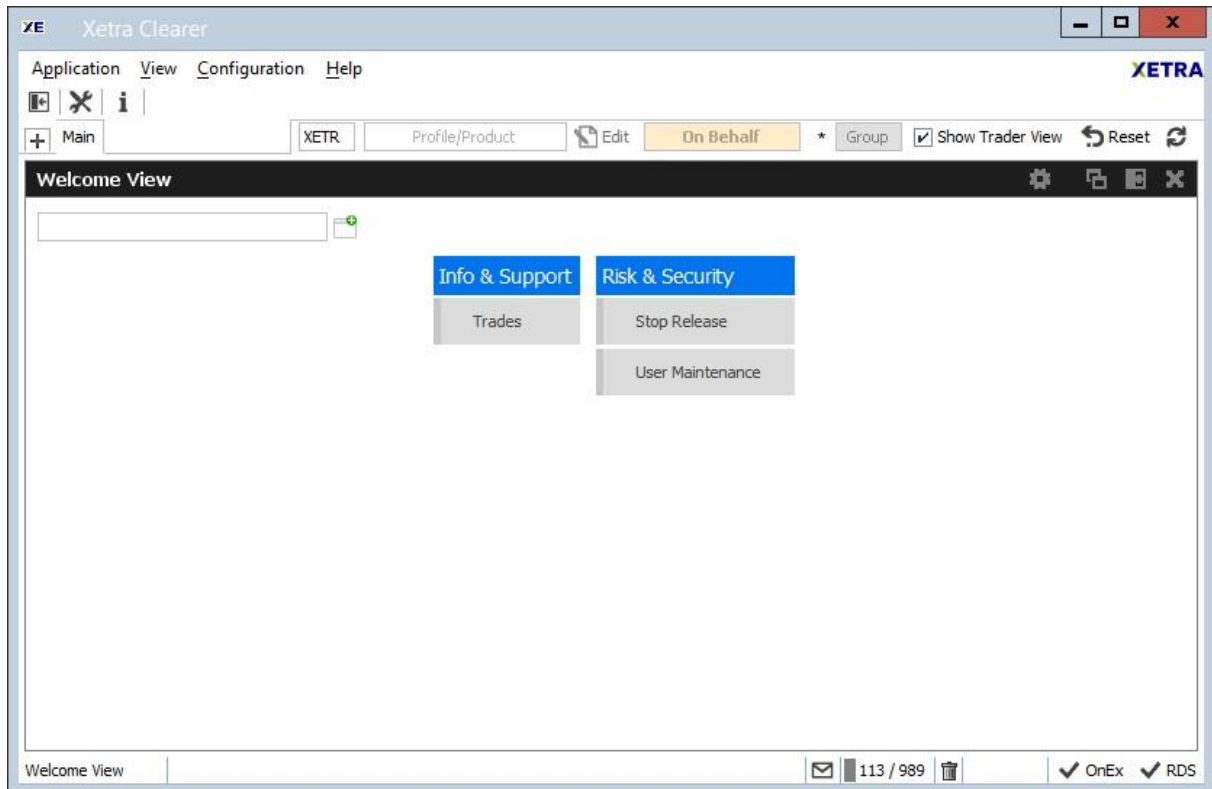 XE Xetra Clearer
Application View Configuration Help XETRA
Main XETR Profile/Product Edit On Behalf * Group Show Trader View Reset
Welcome View
Info & Support Risk & Security
Trades Stop Release
User Maintenance
Welcome View 113 / 989 OnEx RDS